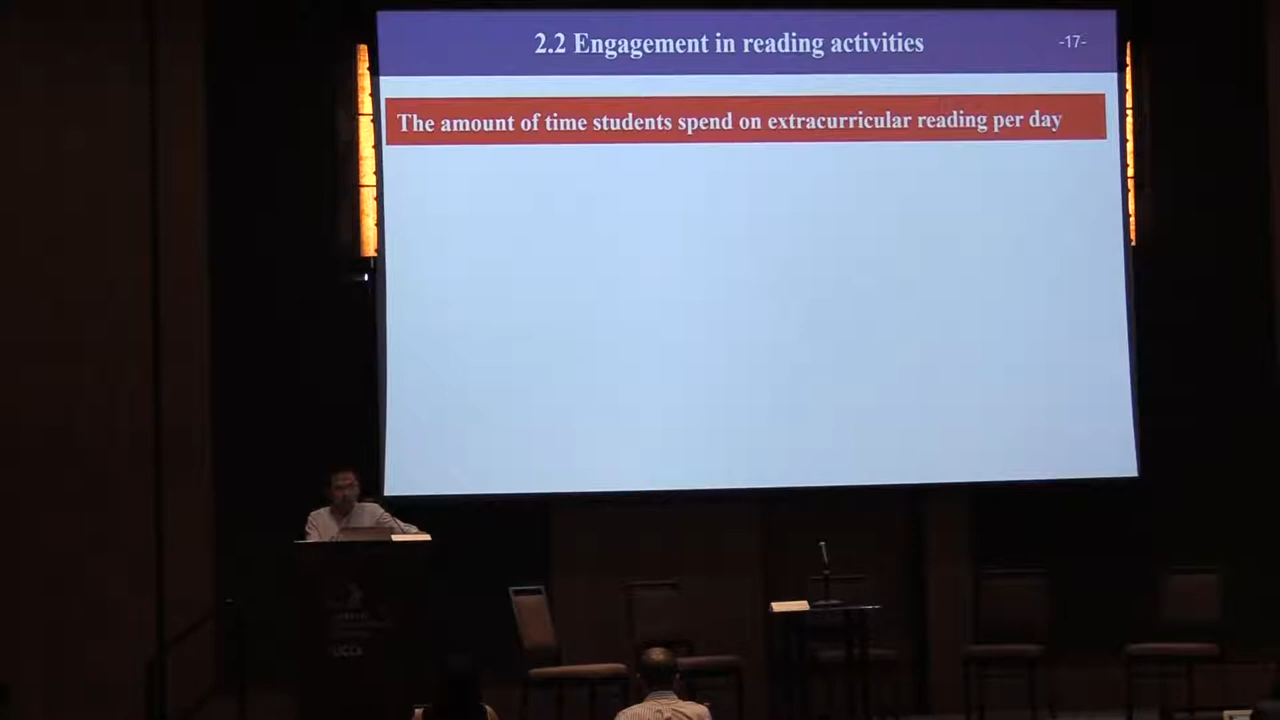 2.2 Engagement in reading activities
-17-
The amount of time students spend on extracurricular reading per day